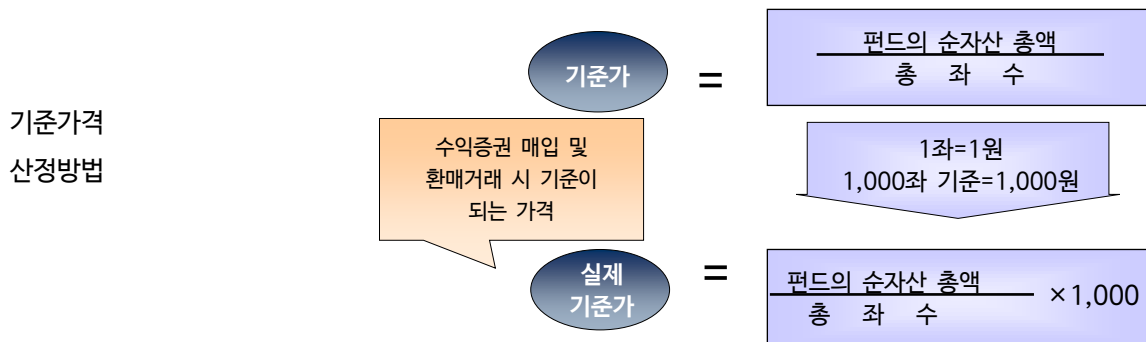 기준가격
산정방법
기준가
=
펀드의 순자산 총액
총 좌 수
수익증권 매입 및
환매거래 시 기준이
되는 가격
1좌=1원
1,000좌 기준=1,000원
실제
기준가
=
펀드의 순자산 총액
총 좌 수
×1,000